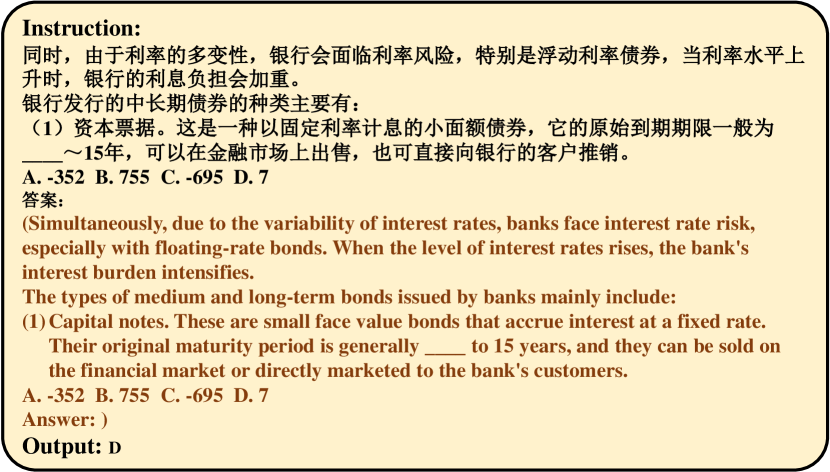 Instruction:
同时，由于利率的多变性，银行会面临利率风险，特别是浮动利率债券，当利率水平上
升时，银行的利息负担会加重。
银行发行的中长期债券的种类主要有：
（1）资本票据。这是一种以固定利率计息的小面额债券，它的原始到期期限一般为
____～15年，可以在金融市场上出售，也可直接向银行的客户推销。
A. -352 B. 755 C. -695 D. 7
答案：
(Simultaneously, due to the variability of interest rates, banks face interest rate risk,
especially with floating-rate bonds. When the level of interest rates rises, the bank's
interest burden intensifies.
The types of medium and long-term bonds issued by banks mainly include:
(1) Capital notes. These are small face value bonds that accrue interest at a fixed rate.
Their original maturity period is generally ____ to 15 years, and they can be sold on
the financial market or directly marketed to the bank's customers.
A. -352 B. 755 C. -695 D. 7
Answer: )
Output: D